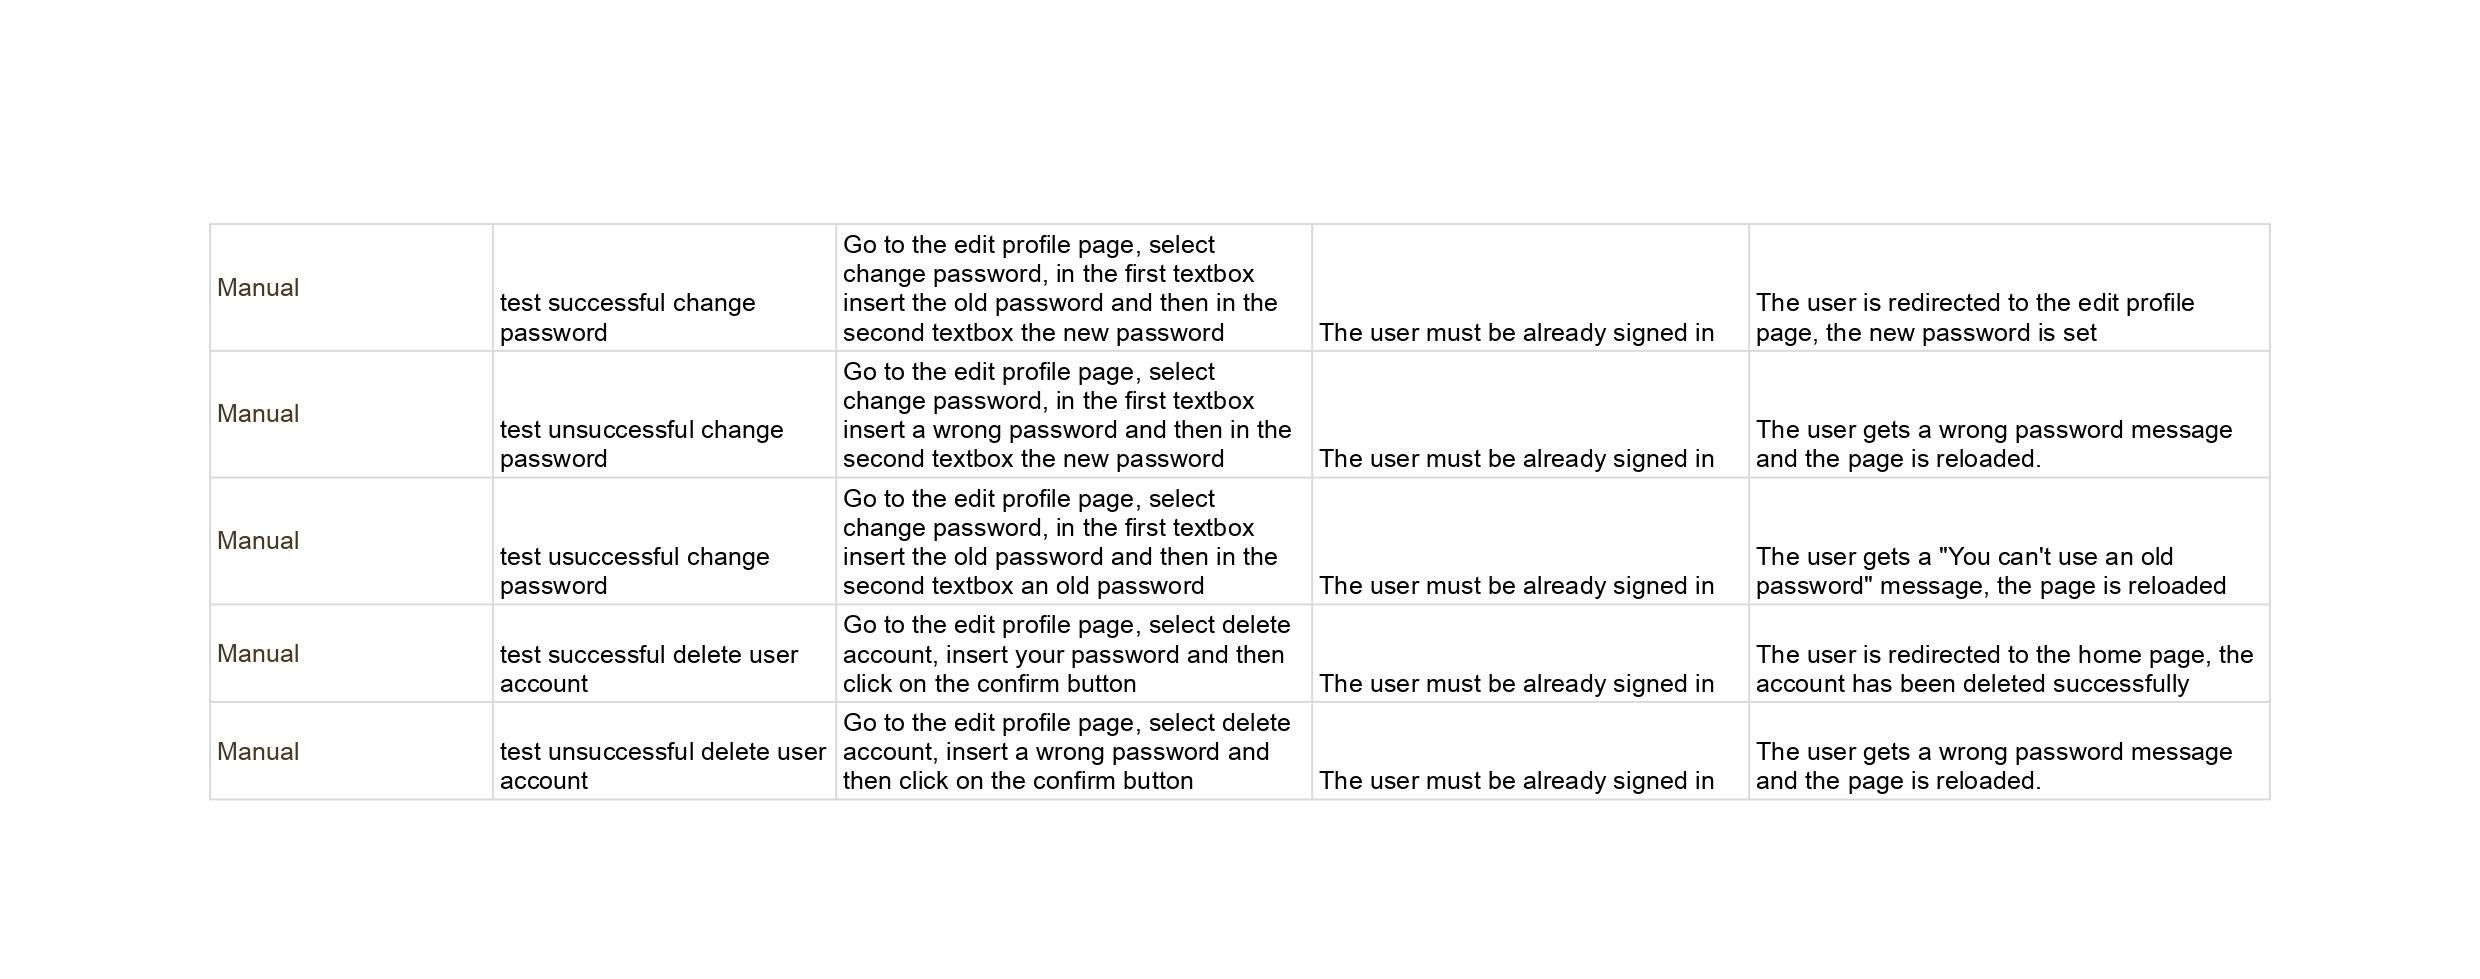 Manual
test successful change
password
Go to the edit profile page, select
change password, in the first textbox
insert the old password and then in the
second textbox the new password
The user must be already signed in
The user is redirected to the edit profile
page, the new password is set
Manual
test unsuccessful change
password
Go to the edit profile page, select
change password, in the first textbox
insert a wrong password and then in the
second textbox the new password
The user must be already signed in
The user gets a wrong password message
and the page is reloaded.
Manual
test usuccessful change
password
Go to the edit profile page, select
change password, in the first textbox
insert the old password and then in the
second textbox an old password
The user must be already signed in
The user gets a "You can't use an old
password" message, the page is reloaded
Manual
test successful delete user
account
Go to the edit profile page, select delete
account, insert your password and then
click on the confirm button
The user must be already signed in
The user is redirected to the home page, the
account has been deleted successfully
Manual
test unsuccessful delete user
account
Go to the edit profile page, select delete
account, insert a wrong password and
then click on the confirm button
The user must be already signed in
The user gets a wrong password message
and the page is reloaded.